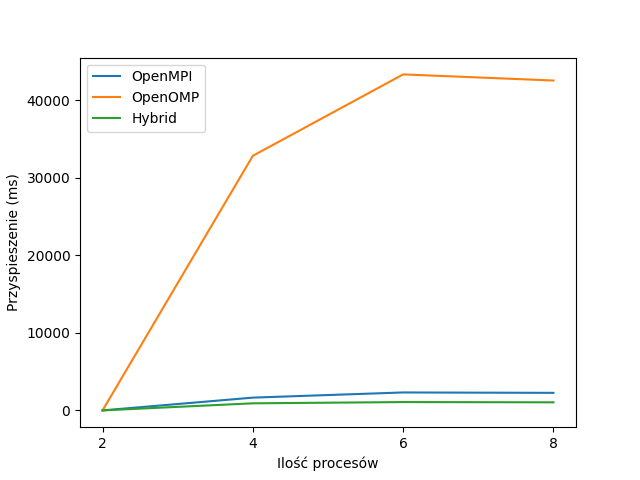 OpenMPI
OpenOMP
Hybrid
40000
30000
20000
10000
0
Przyspieszenie (ms)
2 4 6 8
Ilość procesów